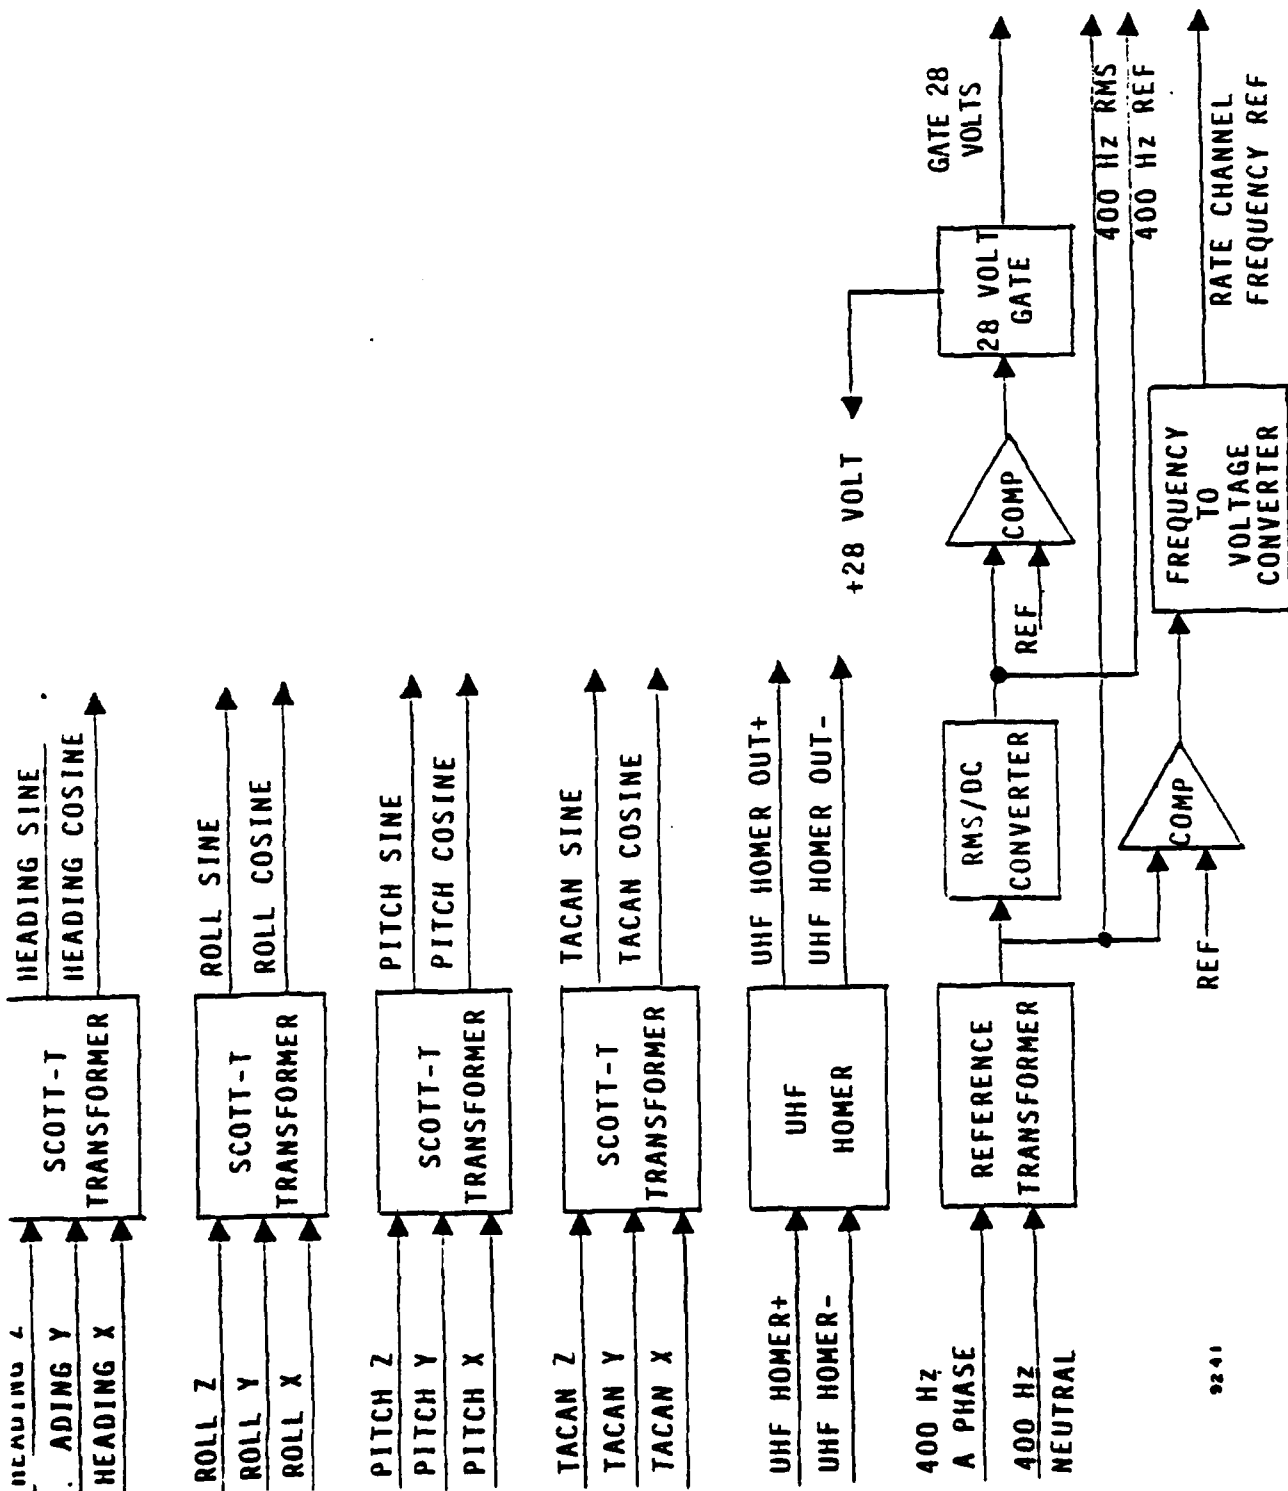 HEADING Z
ADING Y
HEADING X
SCOTT-T
TRANSFORMER
HEADING SINE
HEADING COSINE
ROLL Z
ROLL Y
ROLL X
SCOTT-T
TRANSFORMER
ROLL SINE
ROLL COSINE
PITCH Z
PITCH Y
PITCH X
SCOTT-T
TRANSFORMER
PITCH SINE
PITCH COSINE
TACAN Z
TACAN Y
TACAN X
SCOTT-T
TRANSFORMER
TACAN SINE
TACAN COSINE
UHF HOMER+
UHF HOMER-
UHF
HOMER
UHF HOMER OUT+
UHF HOMER OUT-
400 Hz
A PHASE
400 Hz
NEUTRAL
REFERENCE
TRANSFORMER
RMS/DC
CONVERTER
REF
COMP
+28 VOLT
28 VOLT
GATE
GATE 28
VOLTS
400 Hz RMS
400 Hz REF
REF
COMP
FREQUENCY
TO
VOLTAGE
CONVERTER
RATE CHANNEL
FREQUENCY REF
9241